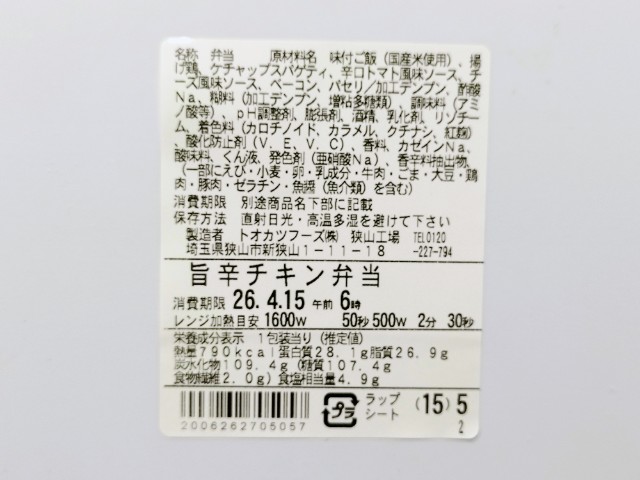 名称 弁当 原材料名 味付ご飯（国産米使用）、揚
げ鶏、ケチャップスパゲティ、辛口トマト風味ソース、チ
ーズ風味ソース、ベーコン、パセリ／加工デンプン、酢酸
Ｎａ、糊料（加工デンプン、増粘多糖類）、調味料（アミ
ノ酸等）、ｐＨ調整剤、膨張剤、酒精、乳化剤、リゾチー
ム、着色料（カロチノイド、カラメル、クチナシ、紅麴）
、酸化防止剤（Ｖ．Ｅ、Ｖ．Ｃ）、香料、カゼインＮａ、
酸味料、くん液、発色剤（亜硝酸Ｎａ）、香辛料抽出物、
（一部にえび・小麦・卵・乳成分・牛肉・ごま・大豆・鶏
肉・豚肉・ゼラチン・魚醤（魚介類）を含む）
消費期限 別途商品名下部に記載
保存方法 直射日光・高温多湿を避けて下さい
製造者 トオカツフーズ㈱ 狭山工場 TEL0120
埼玉県狭山市新狭山１－１１－１８ -227-794
旨辛チキン弁当
消費期限 26. 4.15 午前 6時
レンジ加熱目安 1600W 50秒 500W 2分 30秒
栄養成分表示 １包装当り（推定値）
熱量７９０ｋｃａｌ蛋白質２８．１ｇ脂質２６．９ｇ
炭水化物１０９．４ｇ（糖質１０７．４ｇ
食物繊維２．０ｇ）食塩相当量４．９ｇ
2006262705057
プラ
ラップ
シート
(15) 5
2